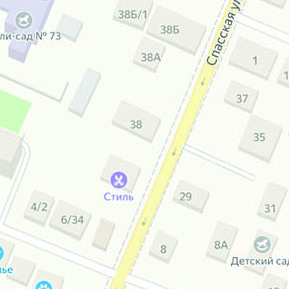 38Б/1
38Б
ли-сад № 73
38А
Спасская ул
1
37
38
35
Стиль
4/2
6/34
29
31
8
8А
Детский сад
ье